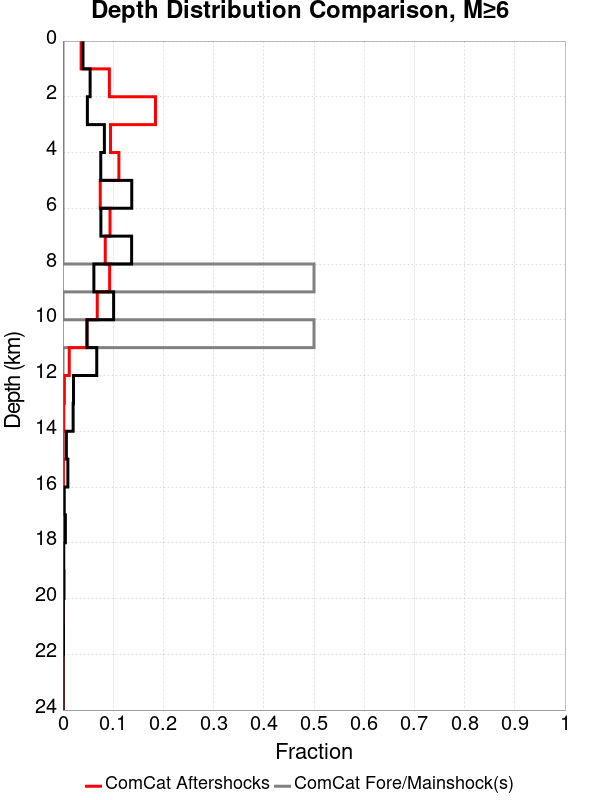 Depth Distribution Comparison, M≥6
0
2
4
6
8
10
12
14
16
18
20
22
24
Depth (km)
0 0.1 0.2 0.3 0.4 0.5 0.6 0.7 0.8 0.9 1
Fraction
ComCat Aftershocks ComCat Fore/Mainshock(s)